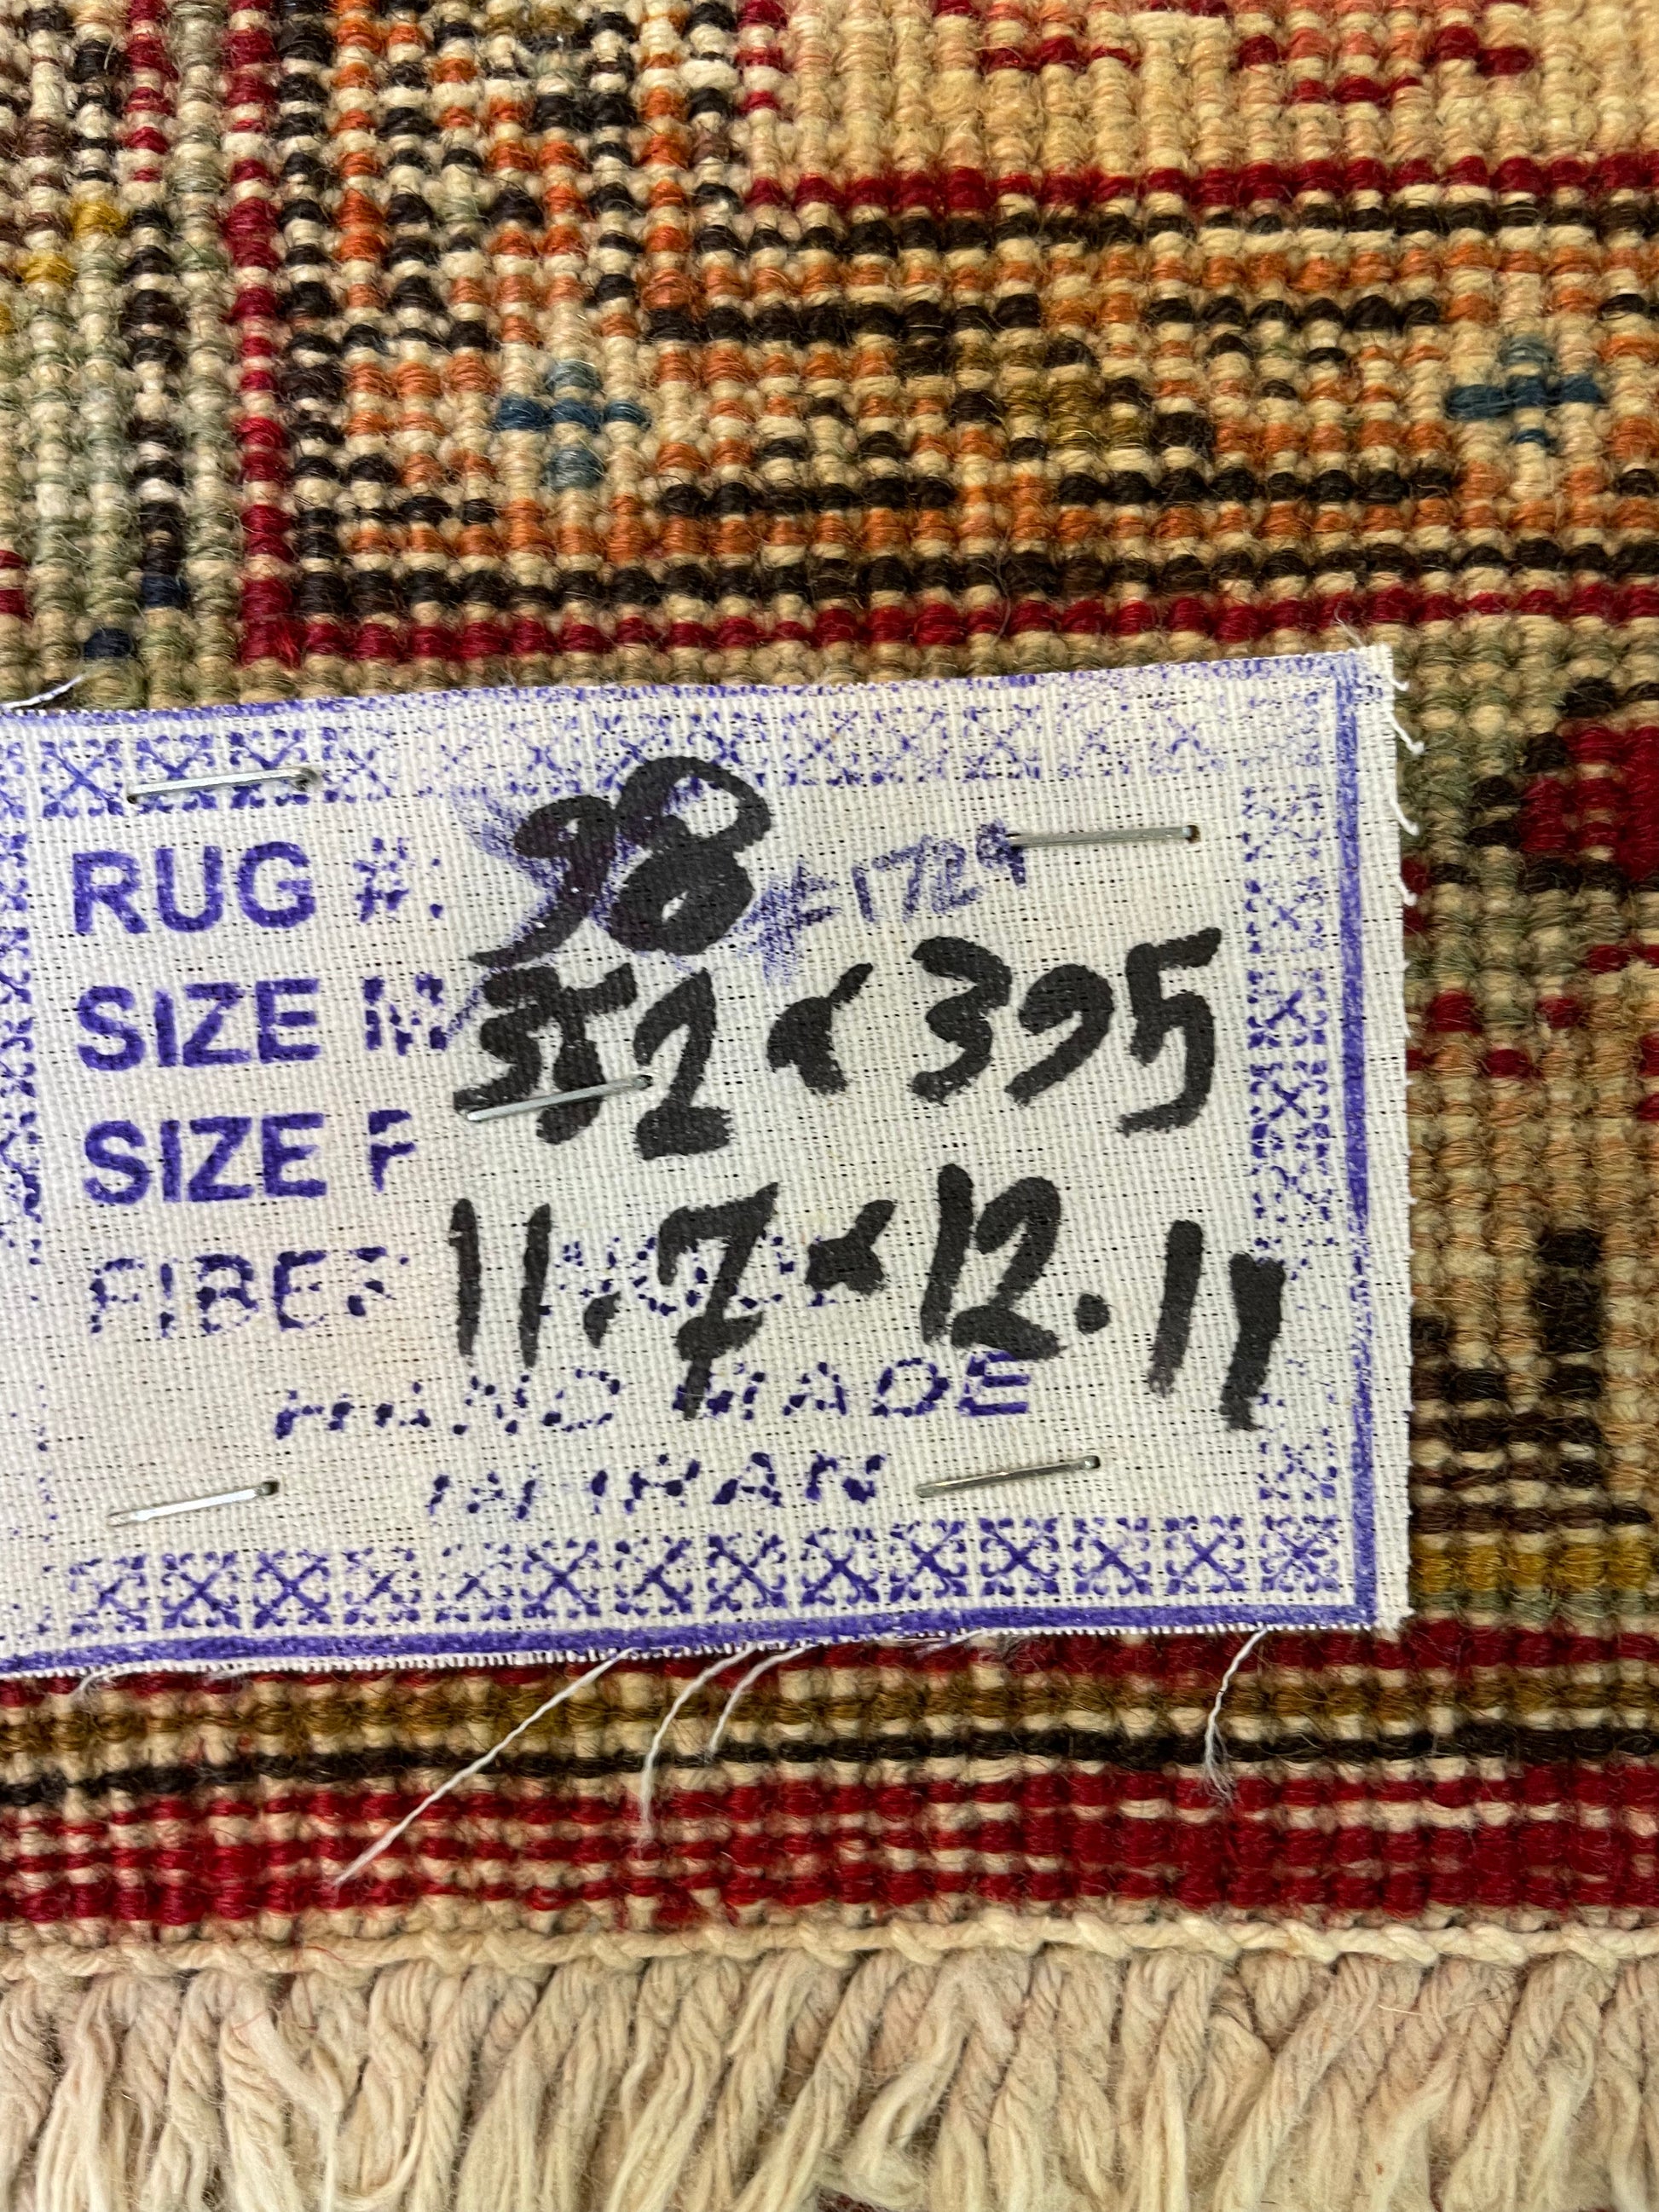 RUG #. 98 #1729
SIZE M 352 x 395
SIZE F
11.7 x 12.11
FIBER
HAND MADE
IN IRAN